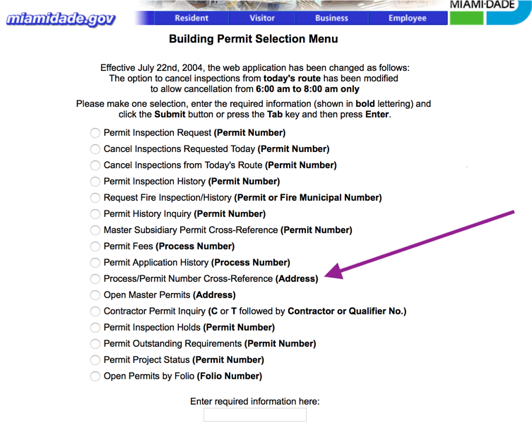 MIAMI-DADE
miamidade.gov
Resident Visitor Business Employee
Building Permit Selection Menu
Effective July 22nd, 2004, the web application has been changed as follows:
The option to cancel inspections from today's route has been modified
to allow cancellation from 6:00 am to 8:00 am only
Please make one selection, enter the required information (shown in bold lettering) and
click the Submit button or press the Tab key and then press Enter.
Permit Inspection Request (Permit Number)
Cancel Inspections Requested Today (Permit Number)
Cancel Inspections from Today's Route (Permit Number)
Permit Inspection History (Permit Number)
Request Fire Inspection/History (Permit or Fire Municipal Number)
Permit History Inquiry (Permit Number)
Master Subsidiary Permit Cross-Reference (Permit Number)
Permit Fees (Process Number)
Permit Application History (Process Number)
Process/Permit Number Cross-Reference (Address)
Open Master Permits (Address)
Contractor Permit Inquiry (C or T followed by Contractor or Qualifier No.)
Permit Inspection Holds (Permit Number)
Permit Outstanding Requirements (Permit Number)
Permit Project Status (Permit Number)
Open Permits by Folio (Folio Number)
Enter required information here: